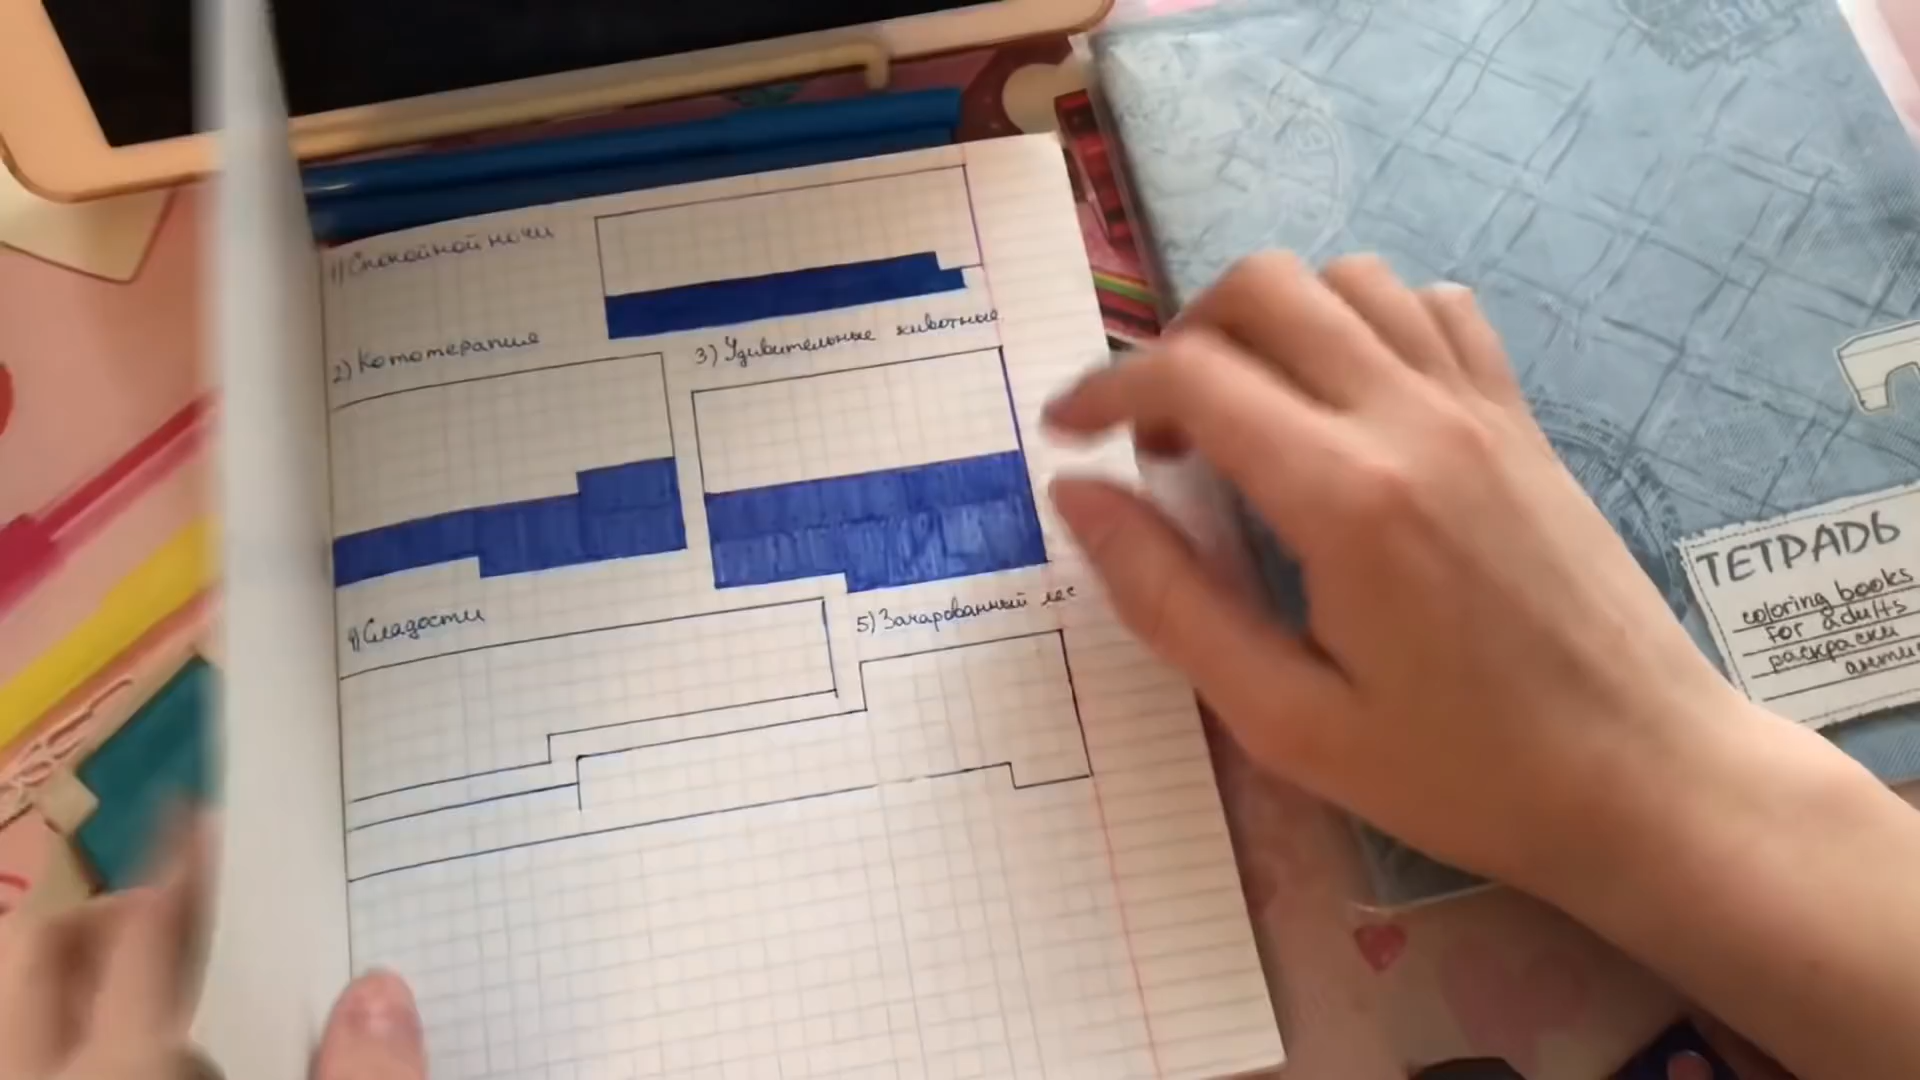 1) Спокойной ночи
2) Кототерапия
3) Удивительные животные
4) Сладости
5) Зачарованный лес
ТЕТРАДЬ
coloring books
for adults
раскраски
анти